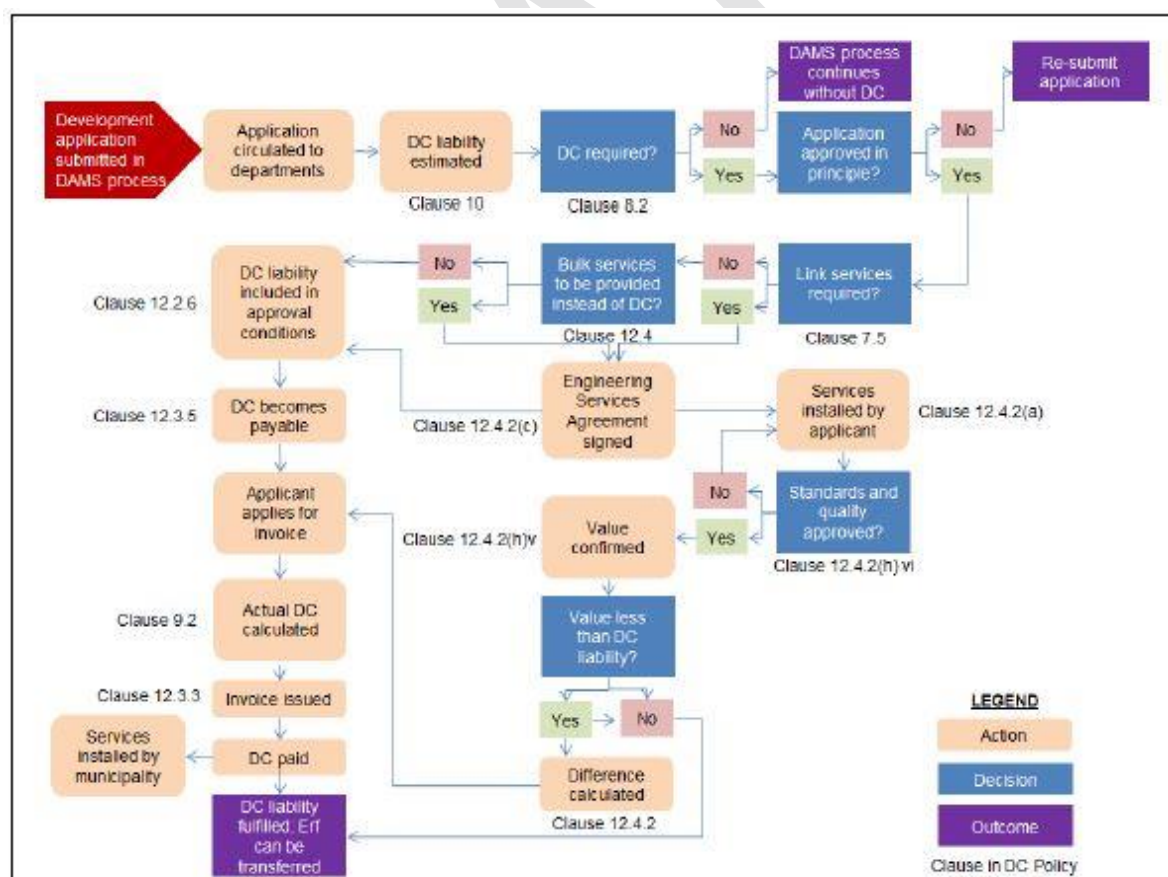 Development
application
submitted in
DAMS process
Application
circulated to
departments
DC liability
estimated
Clause 10
DC required?
Clause 8.2
No
Yes
DAMS process
continues
without DC
Application
approved in
principle?
No
Yes
Re-submit
application
Clause 12.2.6
DC liability
included in
approval
conditions
No
Yes
Bulk services
to be provided
instead of DC?
Clause 12.4
No
Yes
Link services
required?
Clause 7.5
Clause 12.3.5
DC becomes
payable
Clause 12.4.2(c)
Engineering
Services
Agreement
signed
Services
installed by
applicant
Clause 12.4.2(a)
Applicant
applies for
invoice
Clause 12.4.2(h)v
Value
confirmed
No
Yes
Standards and
quality
approved?
Clause 12.4.2(h) vi
Clause 9.2
Actual DC
calculated
Value less
than DC
liability?
Clause 12.3.3
Invoice issued
Yes
No
Services
installed by
municipality
DC paid
Difference
calculated
Clause 12.4.2
DC liability
fulfilled. Erf
can be
transferred
LEGEND
Action
Decision
Outcome
Clause in DC Policy